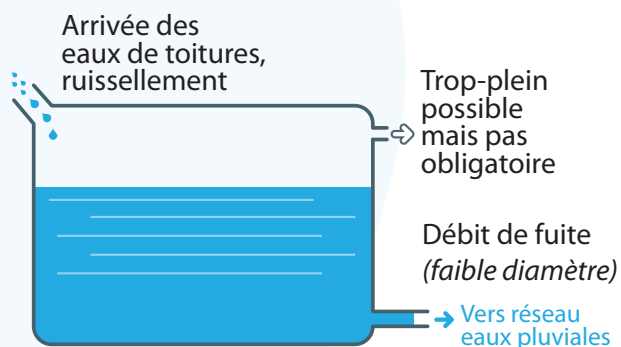 Arrivée des
eaux de toitures,
ruissellement
Trop-plein
possible
mais pas
obligatoire
Débit de fuite
(faible diamètre)
Vers réseau
eaux pluviales